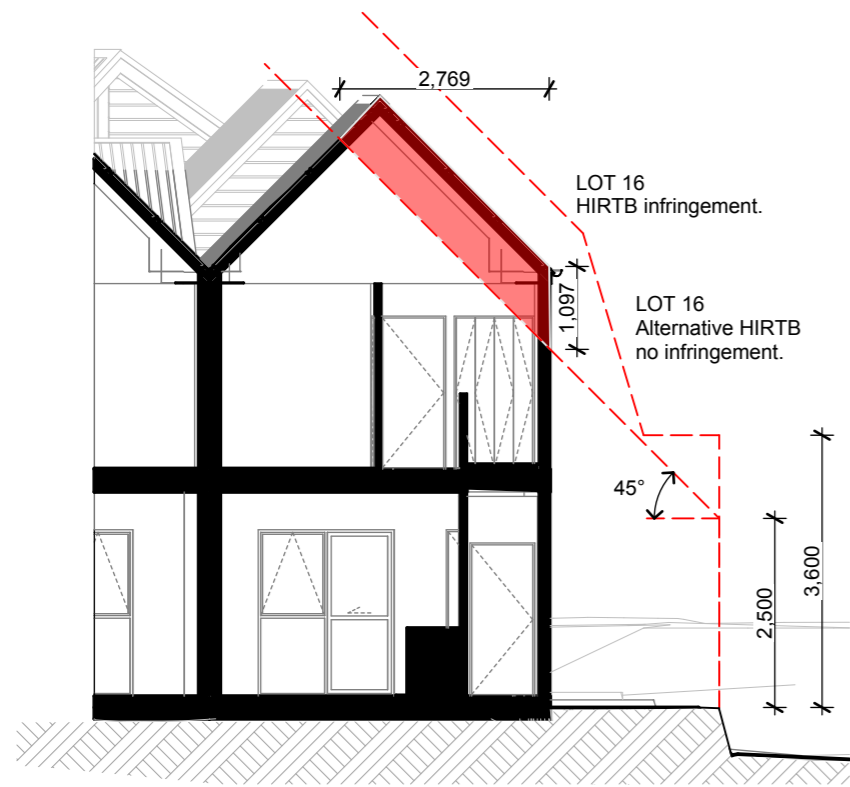 2,769
LOT 16
HIRTB infringement.
1,097
LOT 16
Alternative HIRTB
no infringement.
45°
2,500
3,600